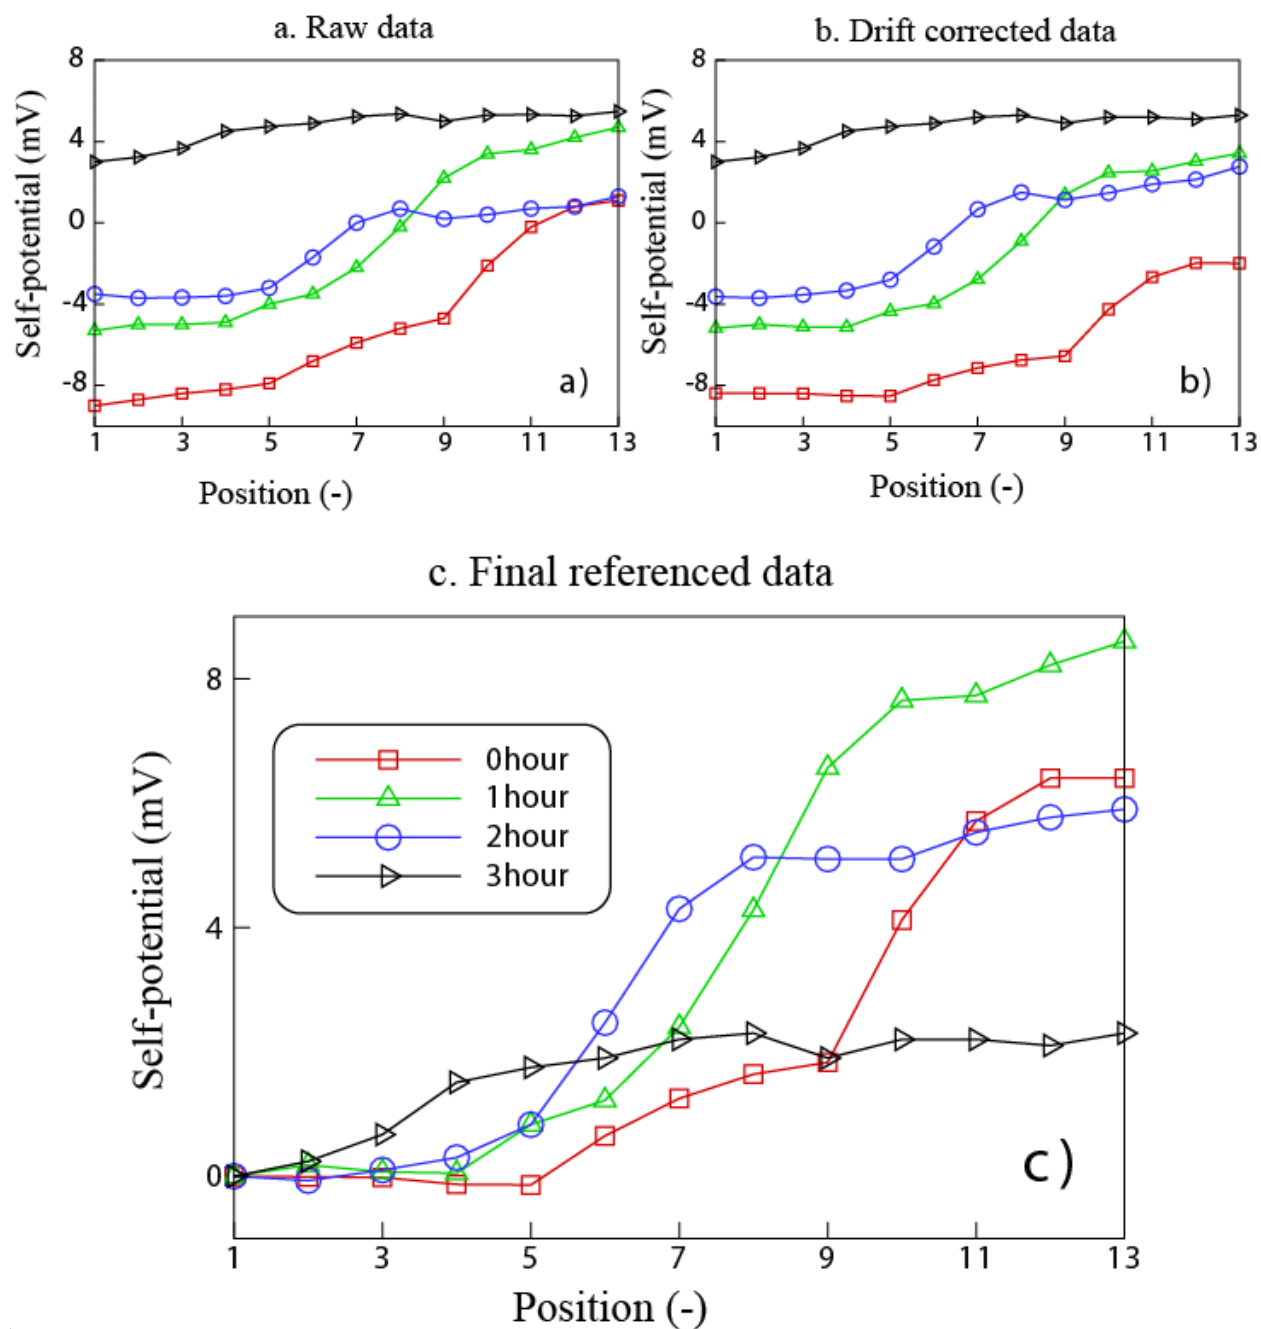 a. Raw data
b. Drift corrected data
8
4
0
-4
-8
Self-potential (mV)
a)
1 3 5 7 9 11 13
Position (-)
8
4
0
-4
-8
Self-potential (mV)
b)
1 3 5 7 9 11 13
Position (-)
c. Final referenced data
8
4
0
Self-potential (mV)
0hour
1hour
2hour
3hour
c)
1 3 5 7 9 11 13
Position (-)